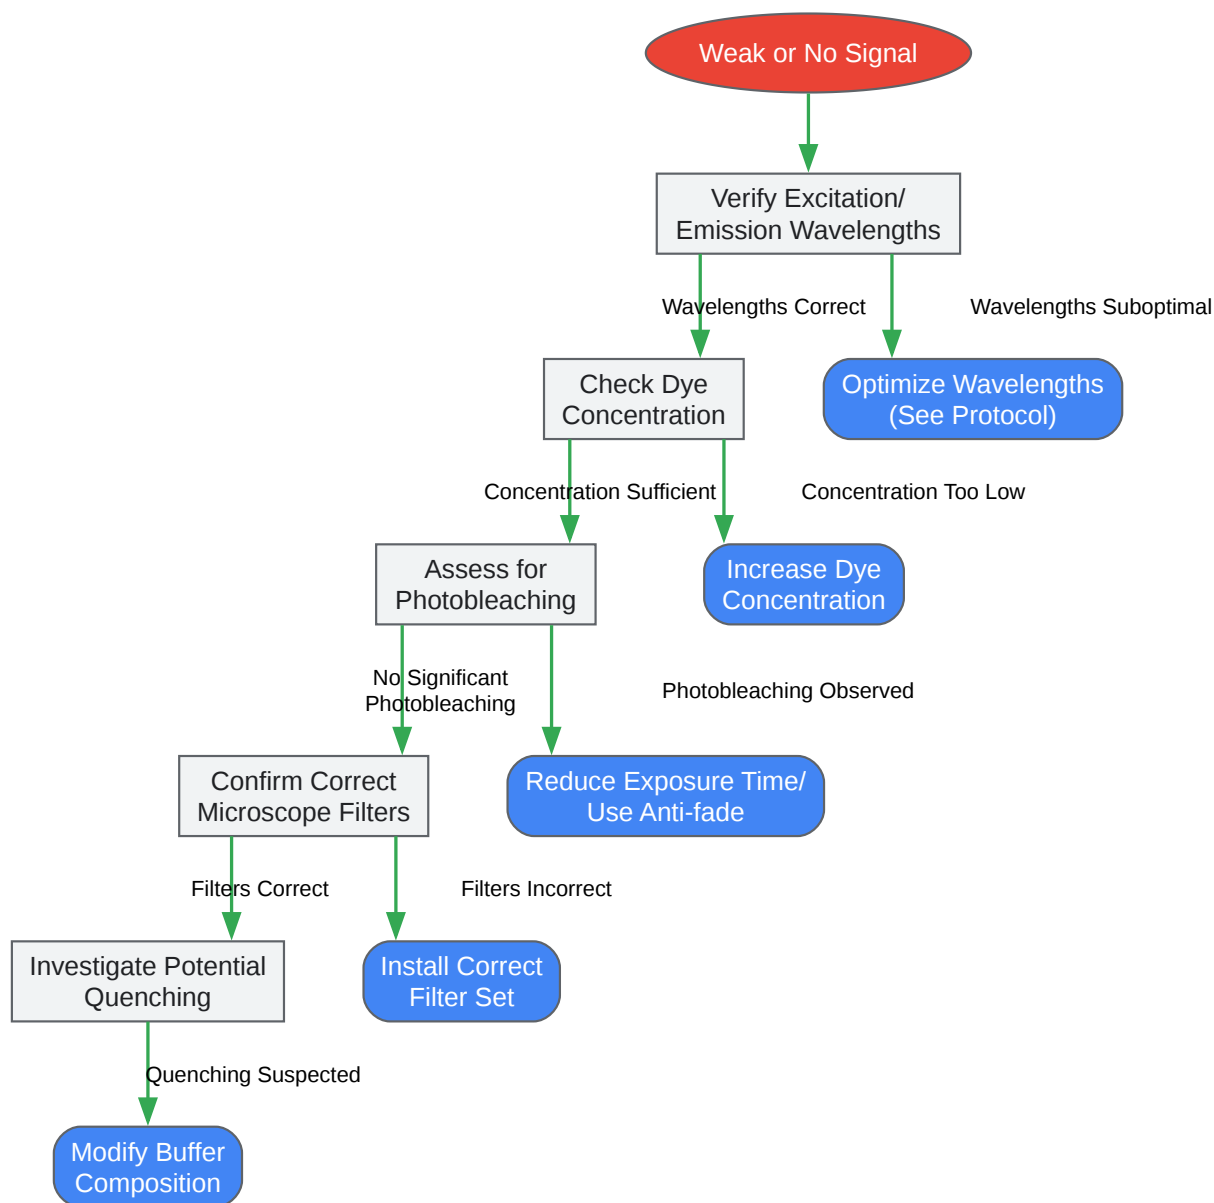 Weak or No Signal
Verify Excitation/
Emission Wavelengths
Wavelengths Correct
Wavelengths Suboptimal
Check Dye
Concentration
Optimize Wavelengths
(See Protocol)
Concentration Sufficient
Concentration Too Low
Assess for
Photobleaching
Increase Dye
Concentration
No Significant
Photobleaching
Photobleaching Observed
Confirm Correct
Microscope Filters
Reduce Exposure Time/
Use Anti-fade
Filters Correct
Filters Incorrect
Investigate Potential
Quenching
Install Correct
Filter Set
Quenching Suspected
Modify Buffer
Composition